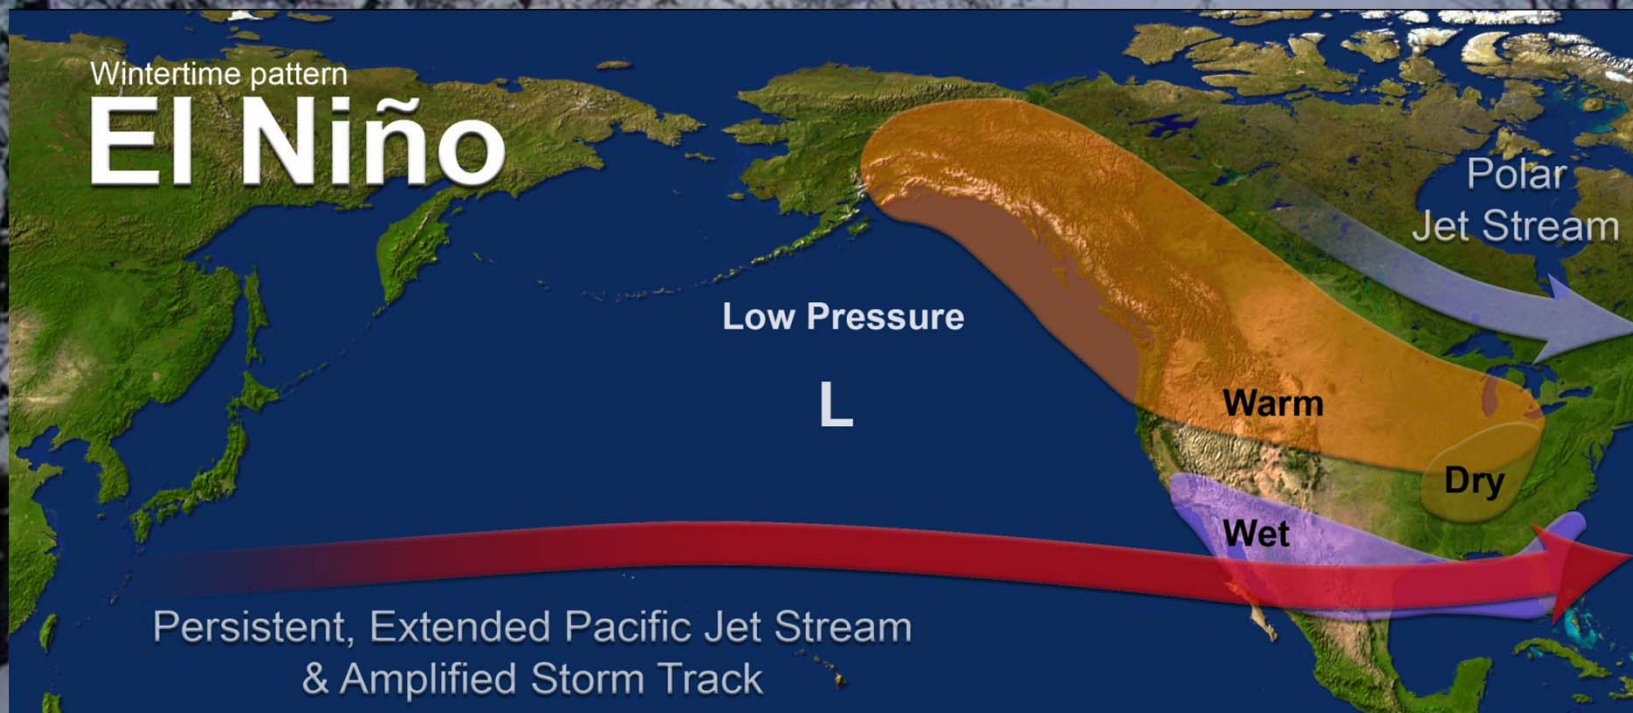 Wintertime pattern
El Niño
Polar
Jet Stream
Low Pressure
L
Warm
Dry
Wet
Persistent, Extended Pacific Jet Stream
& Amplified Storm Track